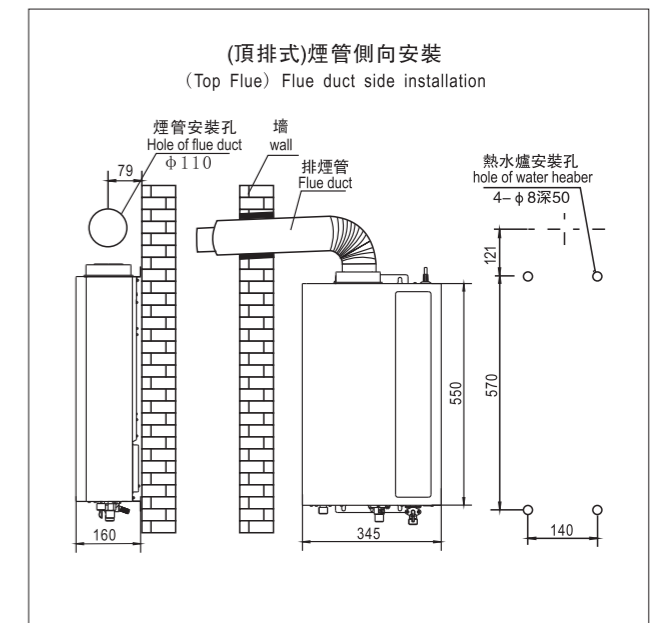 (頂排式)煙管側向安裝
(Top Flue) Flue duct side installation
煙管安裝孔
Hole of flue duct
ϕ110
79
墻
wall
排煙管
Flue duct
熱水爐安裝孔
hole of water heaber
4-ϕ8深50
121
570
550
160
345
140